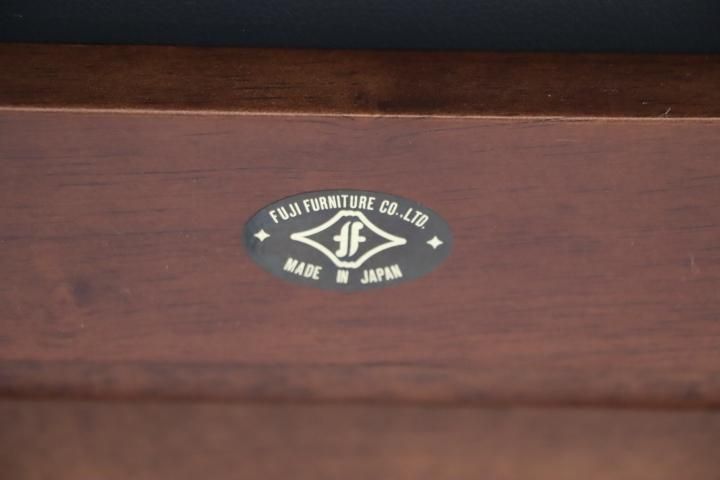 FUJI FURNITURE CO.,LTD.
ff
MADE IN JAPAN